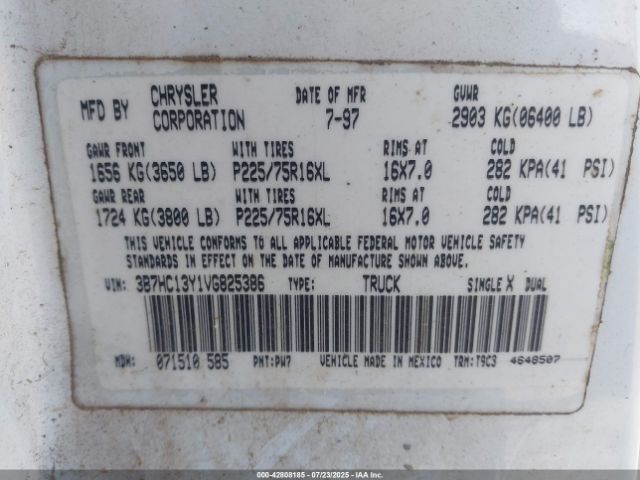 MFD BY CHRYSLER CORPORATION DATE OF MFR 7-97 GVWR 2903 KG(06400 LB)
GAWR FRONT WITH TIRES RIMS AT COLD
1656 KG(3650 LB) P225/75R16XL 16X7.0 282 KPA(41 PSI)
GAWR REAR WITH TIRES RIMS AT COLD
1724 KG(3800 LB) P225/75R16XL 16X7.0 282 KPA(41 PSI)
THIS VEHICLE CONFORMS TO ALL APPLICABLE FEDERAL MOTOR VEHICLE SAFETY
STANDARDS IN EFFECT ON THE DATE OF MANUFACTURE SHOWN ABOVE.
VIN: 3B7HC13Y1VG825386 TYPE: TRUCK SINGLE X DUAL
MDH: 071510 585 PNT:PW7 VEHICLE MADE IN MEXICO TRM:T9C3 4648507
000-42808185 - 07/23/2025 - IAAI.COM